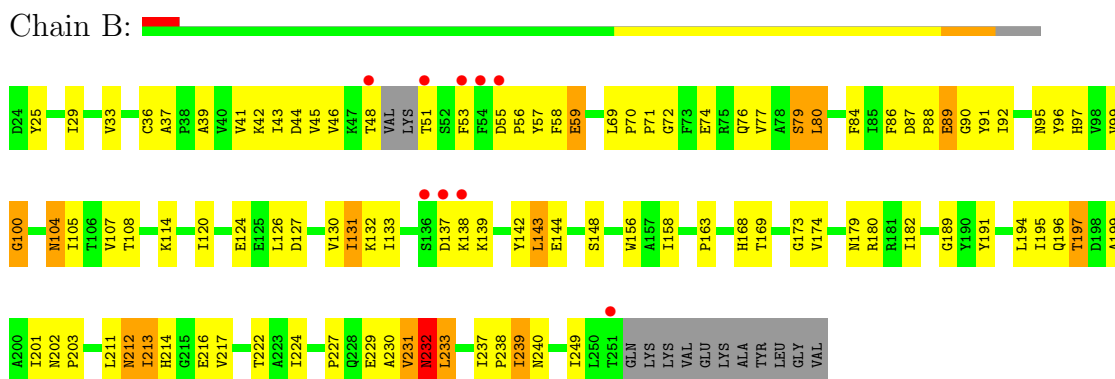 Chain B:
D24 Y25 I29 V33 C36 A37 P38 A39 V40 V41 K42 I43 D44 V45 V46 K47 T48 VAL LYS T51 S52 F53 F54 D55 P56 Y57 F58 E59 L69 P70 P71 G72 F73 E74 R75 Q76 V77 A78 S79 L80 F84 I85 F86 D87 P88 E89 G90 Y91 I92 N95 Y96 H97 V98
G100 N104 I105 T106 V107 T108 K114 I120 E124 E125 L126 D127 V130 I131 K132 I133 S136 D137 K138 K139 Y142 L143 E144 S148 W156 A157 I158 P163 H168 T169 G173 V174 N179 R180 R181 I182 G189 Y190 Y191 L194 I195 Q196 T197 D198 A199
A200 I201 N202 P203 L211 N212 I213 H214 G215 E216 V217 T222 A223 I224 P227 Q228 E229 A230 V231 N232 L233 I237 P238 I239 N240 I249 L250 T251 GLN LYS LYS VAL GLU LYS ALA TYR LEU GLY VAL